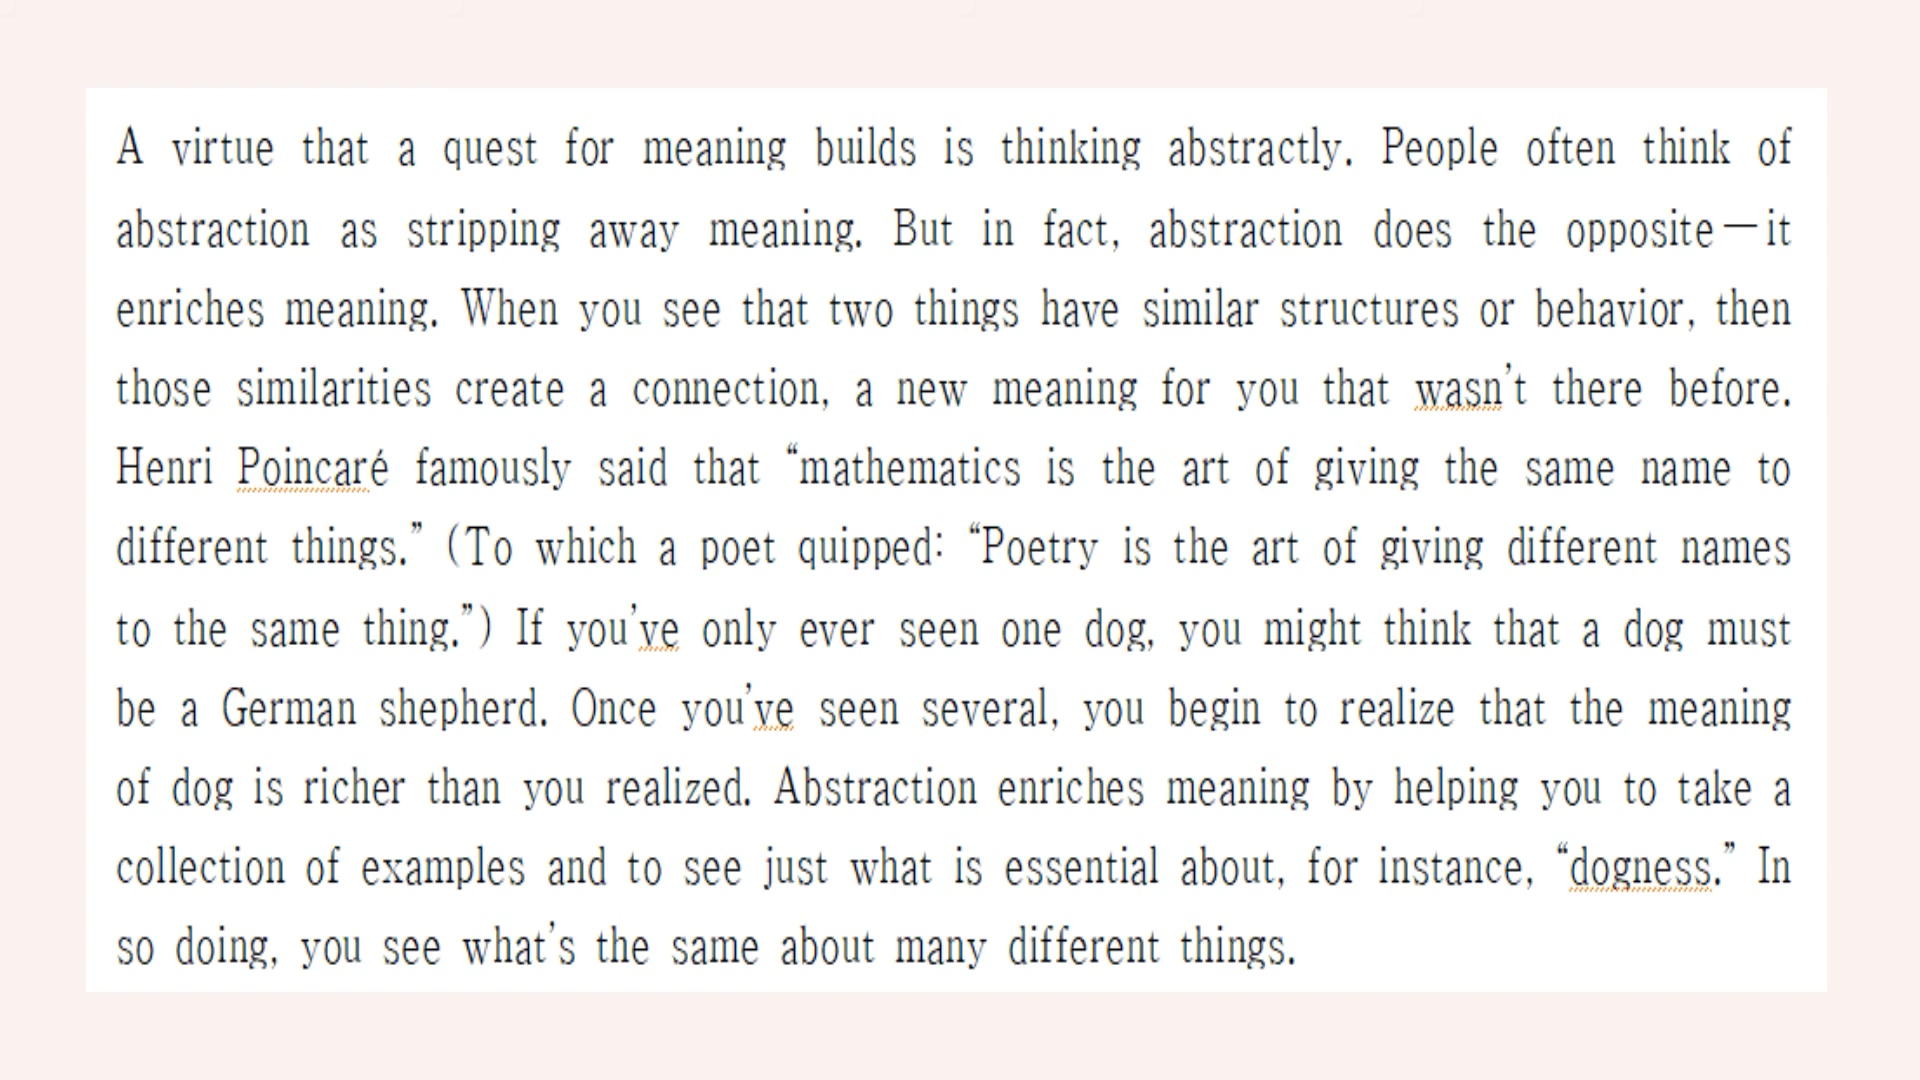 A virtue that a quest for meaning builds is thinking abstractly. People often think of
abstraction as stripping away meaning. But in fact, abstraction does the opposite—it
enriches meaning. When you see that two things have similar structures or behavior, then
those similarities create a connection, a new meaning for you that wasn’t there before.
Henri Poincaré famously said that “mathematics is the art of giving the same name to
different things.” (To which a poet quipped: “Poetry is the art of giving different names
to the same thing.”) If you’ve only ever seen one dog, you might think that a dog must
be a German shepherd. Once you’ve seen several, you begin to realize that the meaning
of dog is richer than you realized. Abstraction enriches meaning by helping you to take a
collection of examples and to see just what is essential about, for instance, “dogness.” In
so doing, you see what’s the same about many different things.